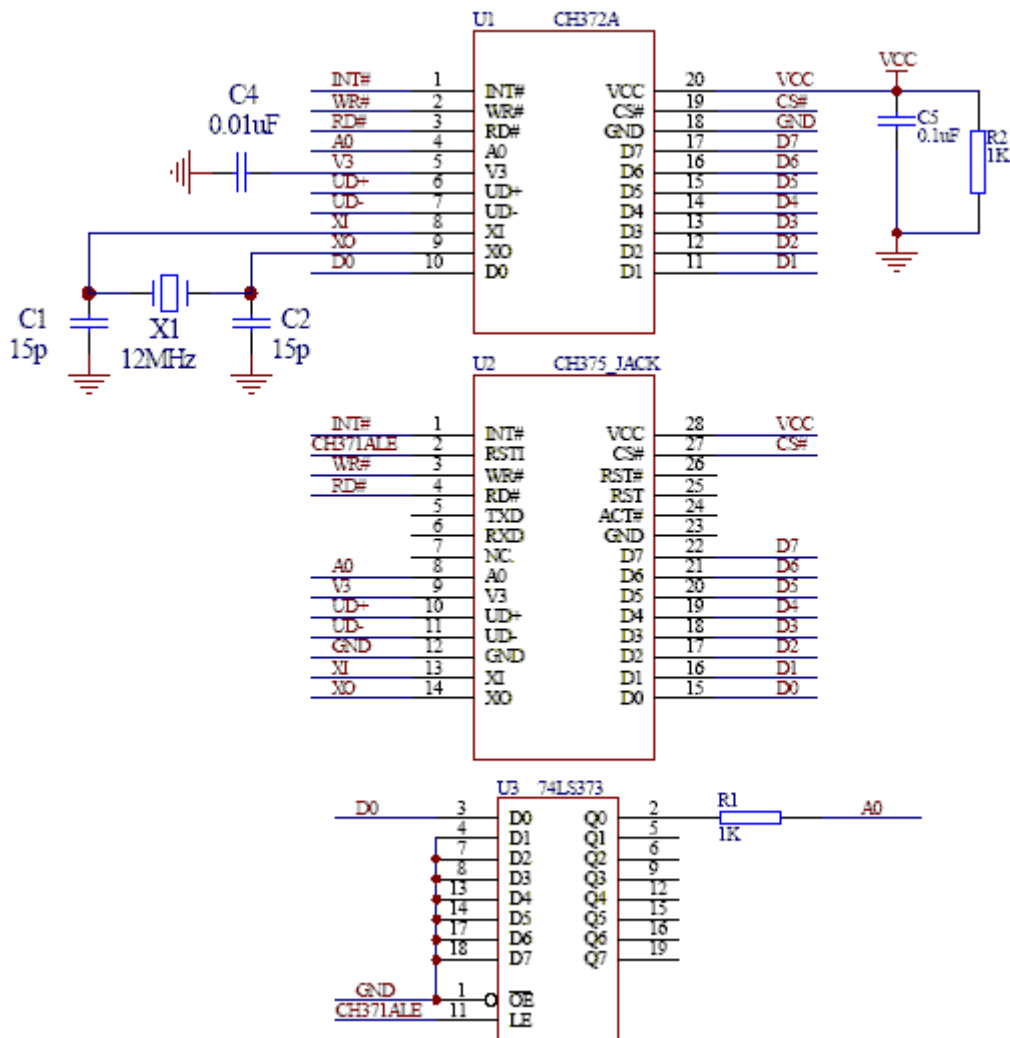 U1 CH372A
INT# 1 INT# VCC 20 VCC VCC
WR# 2 WR# CS# 19 CS#
RD# 3 RD# GND 18 GND
A0 4 A0 D7 17 D7
V3 5 V3 D6 16 D6
UD+ 6 UD+ D5 15 D5
UD- 7 UD- D4 14 D4
XI 8 XI D3 13 D3
XO 9 XO D2 12 D2
D0 10 D0 D1 11 D1
C4
0.01uF
C5
0.1uF
R2
1K
C1
15p
X1
12MHz
C2
15p
U2 CH375_JACK
INT# 1 INT# VCC 28 VCC
CH371ALE 2 RSTI CS# 27 CS#
WR# 3 WR# RST# 26
RD# 4 RD# RST 25
5 TXD ACT# 24
6 RXD GND 23
7 NC. D7 22 D7
A0 8 A0 D6 21 D6
V3 9 V3 D5 20 D5
UD+ 10 UD+ D4 19 D4
UD- 11 UD- D3 18 D3
GND 12 GND D2 17 D2
XI 13 XI D1 16 D1
XO 14 XO D0 15 D0
U3 74LS373
D0 3 D0 Q0 2 R1 A0
1K
4 D1 Q1 5
7 D2 Q2 6
8 D3 Q3 9
13 D4 Q4 12
14 D5 Q5 15
17 D6 Q6 16
18 D7 Q7 19
GND 1 OE
CH371ALE 11 LE